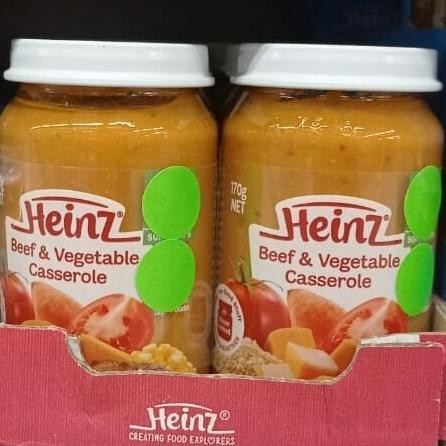 Heinz®
Beef & Vegetable
Casserole
170g
NET
Heinz®
Beef & Vegetable
Casserole
Heinz®
CREATING FOOD EXPLORERS